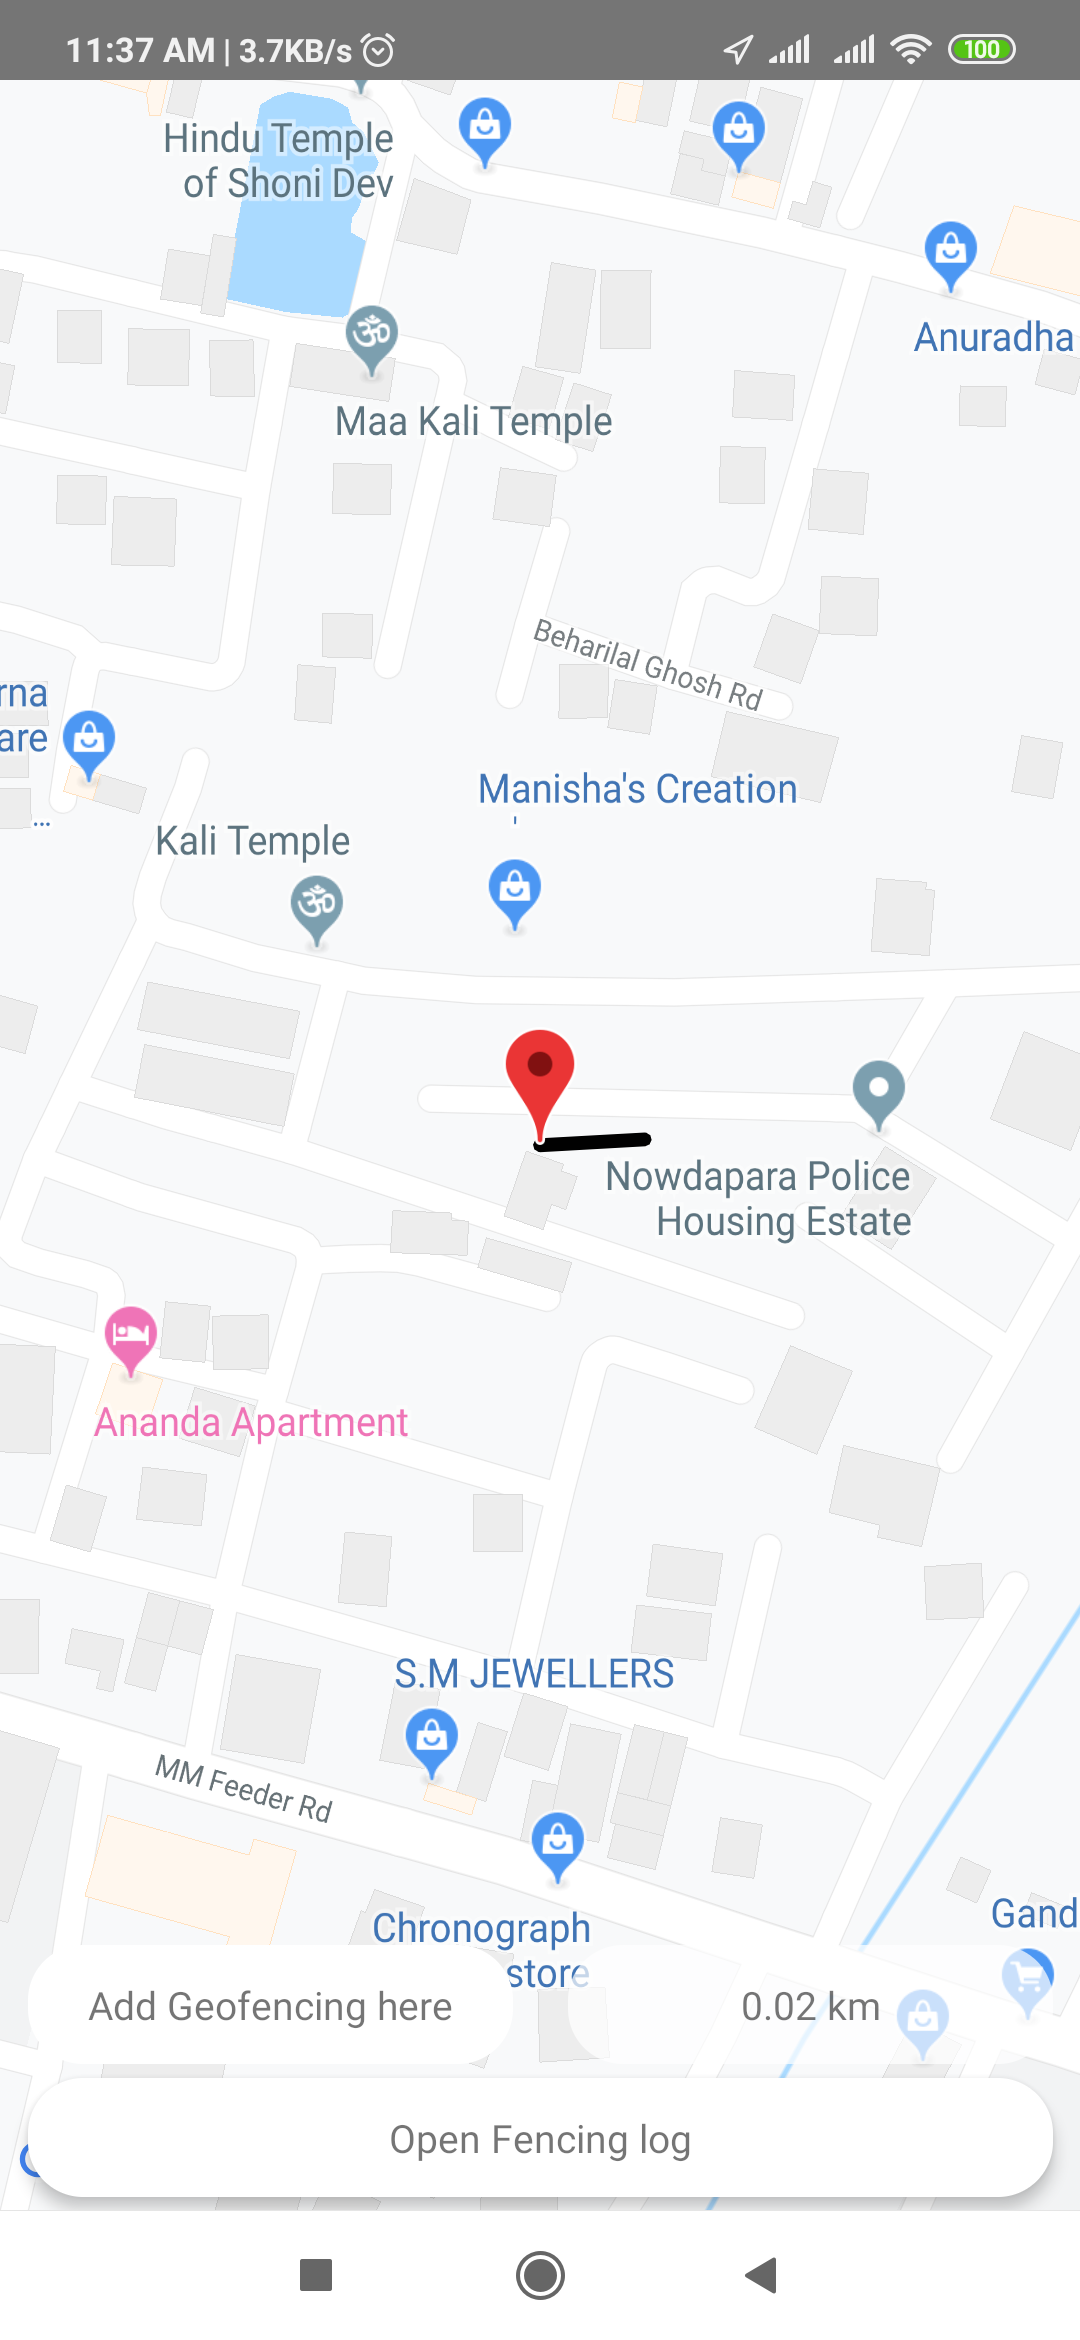 11:37 AM | 3.7KB/s
100
Hindu Temple
of Shoni Dev
Anuradha
Maa Kali Temple
Beharilal Ghosh Rd
rna
are
...
Manisha's Creation
Kali Temple
Nowdapara Police
Housing Estate
Ananda Apartment
S.M JEWELLERS
MM Feeder Rd
Chronograph
store
Gand
Add Geofencing here
0.02 km
Open Fencing log